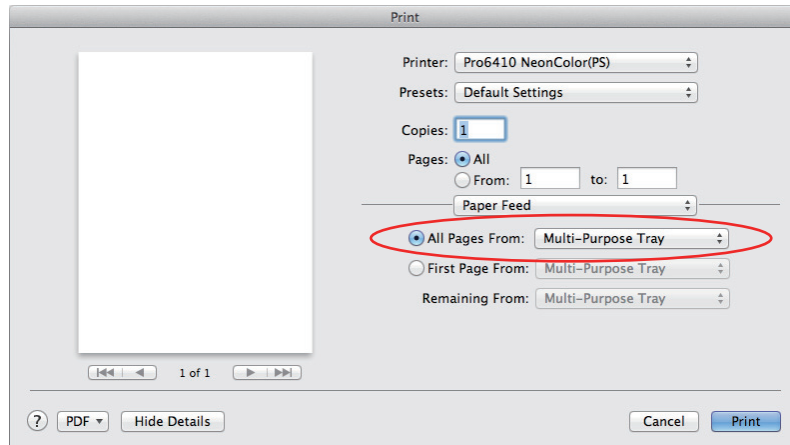 Print
Printer: Pro6410 NeonColor(PS)
Presets: Default Settings
Copies: 1
Pages: All
From: 1 to: 1
Paper Feed
All Pages From: Multi-Purpose Tray
First Page From: Multi-Purpose Tray
Remaining From: Multi-Purpose Tray
1 of 1
? PDF Hide Details Cancel Print